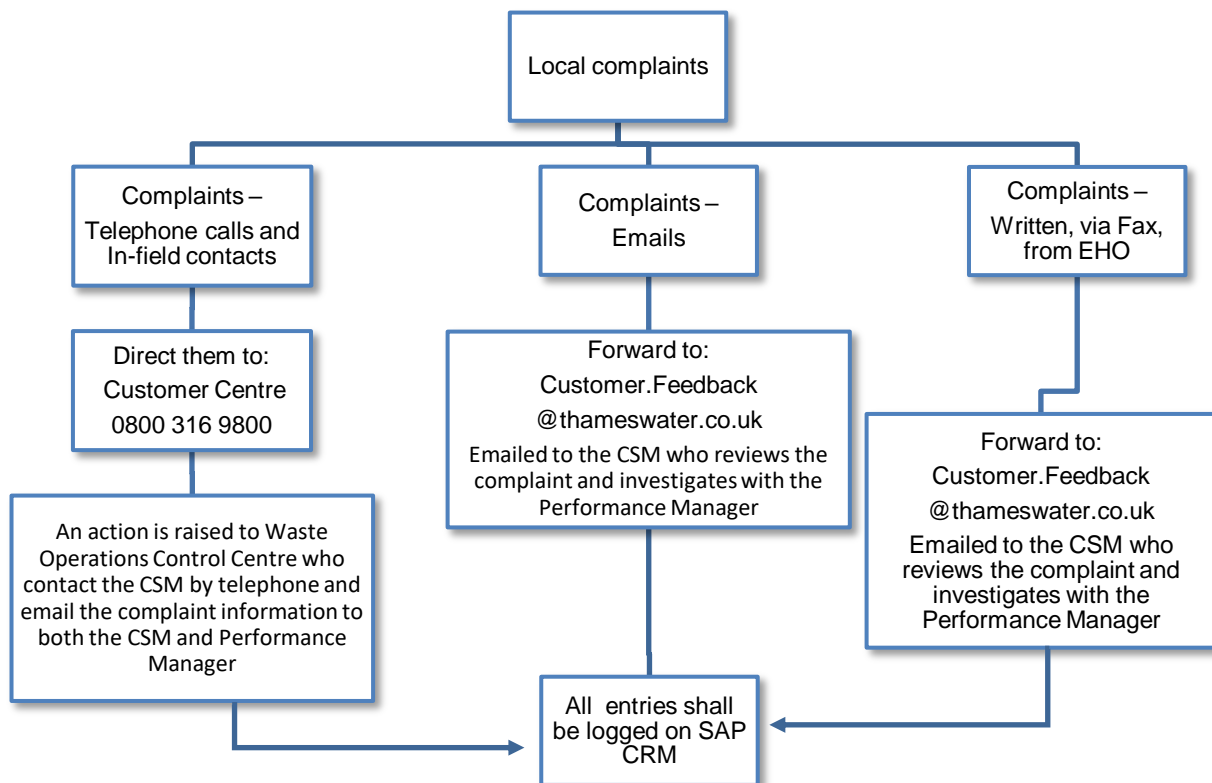 Local complaints
Complaints –
Telephone calls and
In-field contacts
Complaints –
Emails
Complaints –
Written, via Fax,
from EHO
Direct them to:
Customer Centre
0800 316 9800
Forward to:
Customer.Feedback
@thameswater.co.uk
Emailed to the CSM who reviews the
complaint and investigates with the
Performance Manager
Forward to:
Customer.Feedback
@thameswater.co.uk
Emailed to the CSM who
reviews the complaint and
investigates with the
Performance Manager
An action is raised to Waste
Operations Control Centre who
contact the CSM by telephone and
email the complaint information to
both the CSM and Performance
Manager
All entries shall
be logged on SAP
CRM